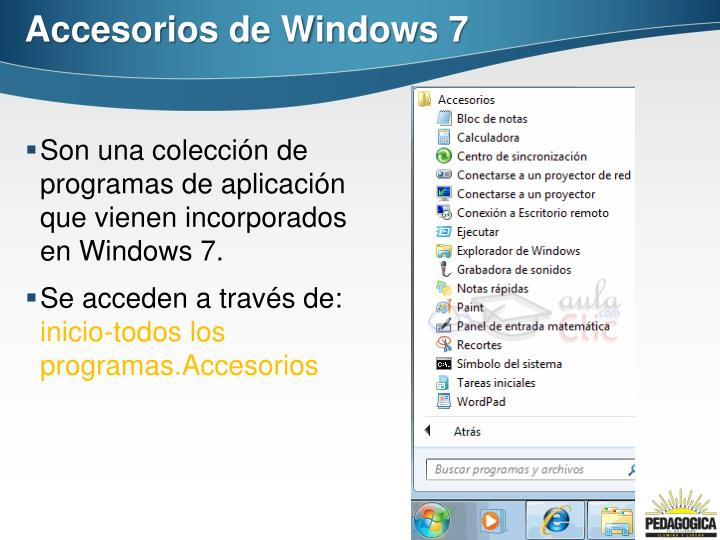 Accesorios de Windows 7
Son una colección de
programas de aplicación
que vienen incorporados
en Windows 7.
Se acceden a través de:
inicio-todos los
programas.Accesorios
Accesorios
Bloc de notas
Calculadora
Centro de sincronización
Conectarse a un proyector de red
Conectarse a un proyector
Conexión a Escritorio remoto
Ejecutar
Explorador de Windows
Grabadora de sonidos
Notas rápidas
Paint
Panel de entrada matemática
Recortes
Símbolo del sistema
Tareas iniciales
WordPad
aula
.com
Clic
Atrás
Buscar programas y archivos
PEDAGOGICA
ILUMINA Y LIBERA